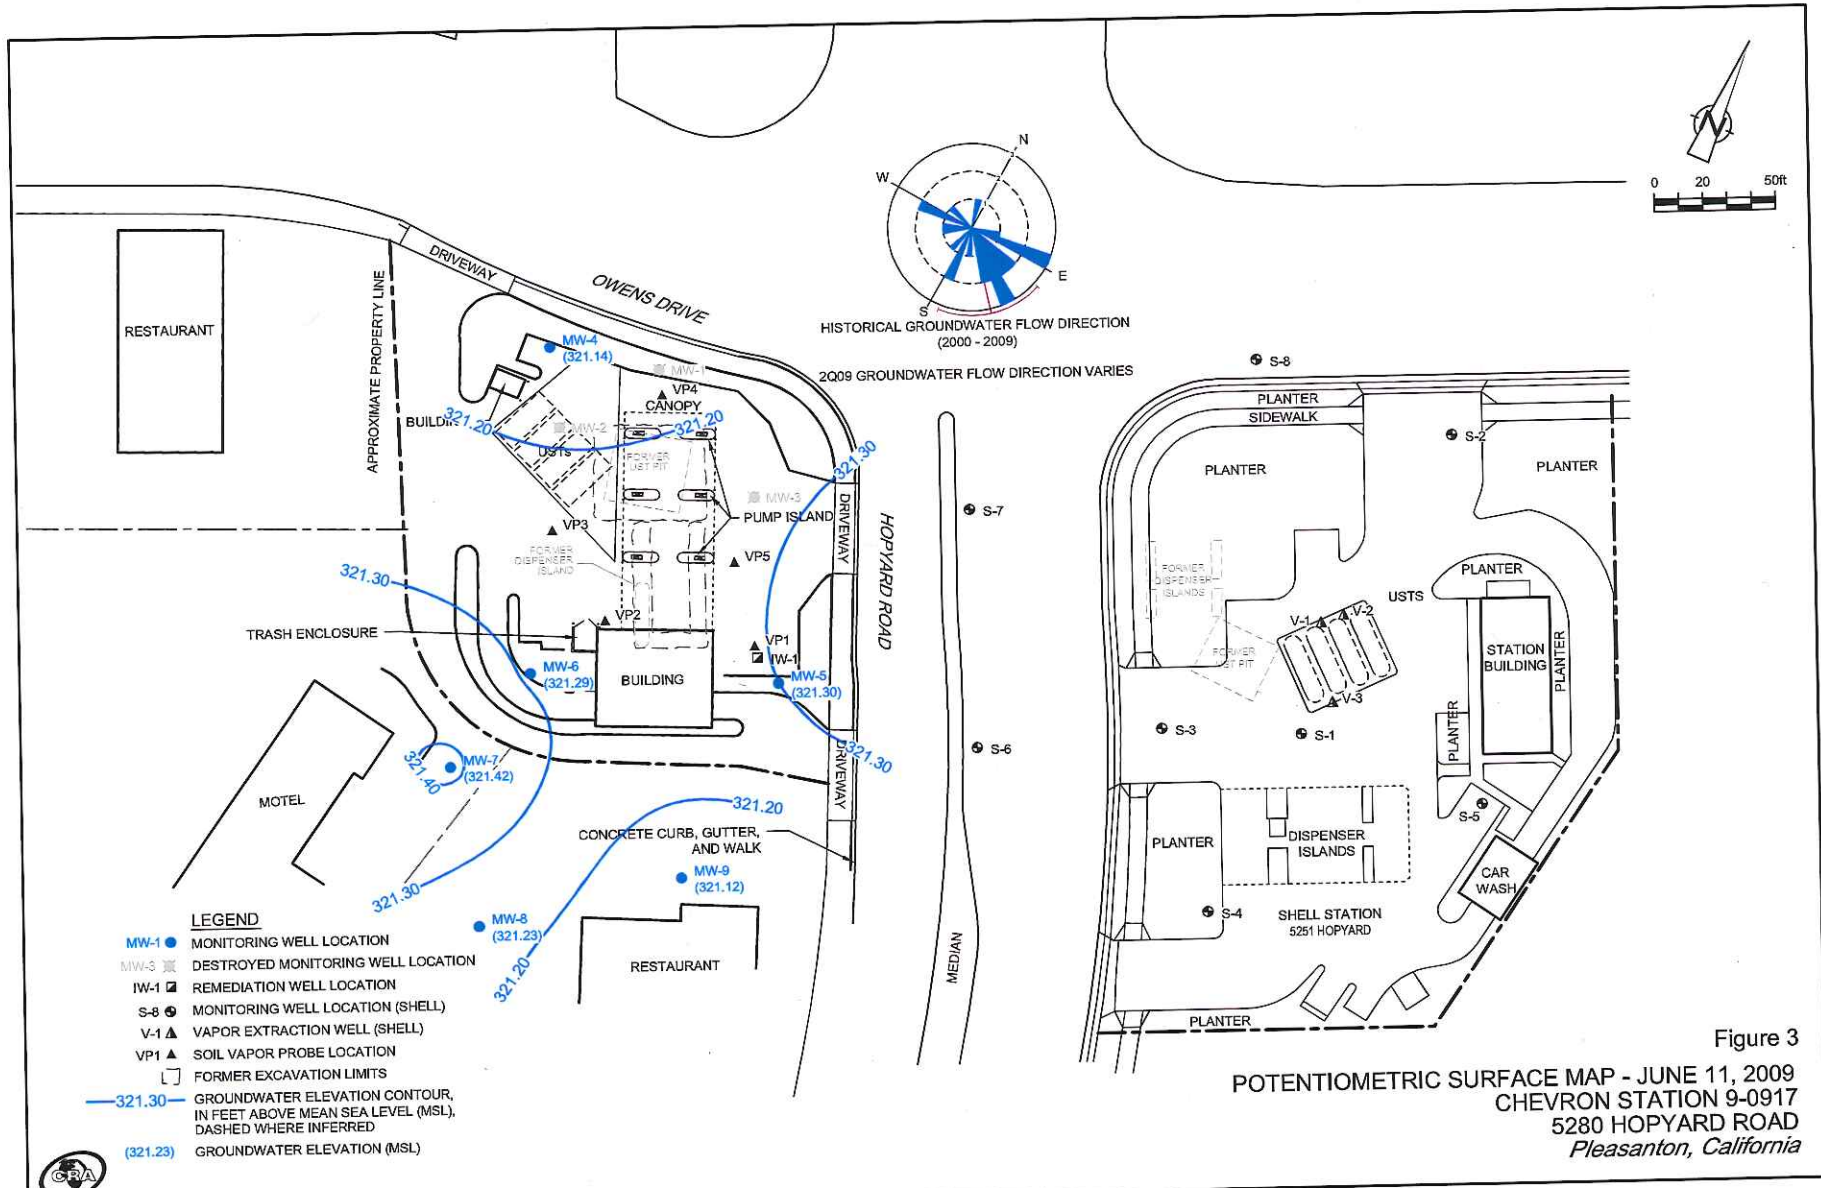 N
0 20 50ft
N
W
E
S
1
2
3
HISTORICAL GROUNDWATER FLOW DIRECTION
(2000 - 2009)
2Q09 GROUNDWATER FLOW DIRECTION VARIES
RESTAURANT
APPROXIMATE PROPERTY LINE
DRIVEWAY
OWENS DRIVE
MW-4
(321.14)
MW-1
VP4
CANOPY
321.20
321.20
MW-2
USTs
FORMER
UST PIT
321.30
MW-3
PUMP ISLAND
DRIVEWAY
HOPYARD ROAD
VP3
FORMER
DISPENSER
ISLAND
VP5
321.30
VP2
TRASH ENCLOSURE
VP1
IW-1
MW-6
(321.29)
BUILDING
MW-5
(321.30)
321.30
DRIVEWAY
MW-7
(321.42)
321.40
MOTEL
321.20
CONCRETE CURB, GUTTER,
AND WALK
MW-9
(321.12)
321.30
MW-8
(321.23)
321.20
RESTAURANT
MEDIAN
S-8
PLANTER
SIDEWALK
S-2
PLANTER
PLANTER
S-7
FORMER
DISPENSER
ISLANDS
PLANTER
USTS
V-1
V-2
FORMER
UST PIT
STATION
BUILDING
PLANTER
V-3
S-6
S-3
S-1
PLANTER
S-5
PLANTER
DISPENSER
ISLANDS
CAR
WASH
S-4
SHELL STATION
5251 HOPYARD
PLANTER
LEGEND
MW-1 MONITORING WELL LOCATION
MW-3 DESTROYED MONITORING WELL LOCATION
IW-1 REMEDIATION WELL LOCATION
S-8 MONITORING WELL LOCATION (SHELL)
V-1 VAPOR EXTRACTION WELL (SHELL)
VP1 SOIL VAPOR PROBE LOCATION
FORMER EXCAVATION LIMITS
321.30 GROUNDWATER ELEVATION CONTOUR,
IN FEET ABOVE MEAN SEA LEVEL (MSL),
DASHED WHERE INFERRED
(321.23) GROUNDWATER ELEVATION (MSL)
CRA
Figure 3
POTENTIOMETRIC SURFACE MAP - JUNE 11, 2009
CHEVRON STATION 9-0917
5280 HOPYARD ROAD
Pleasanton, California